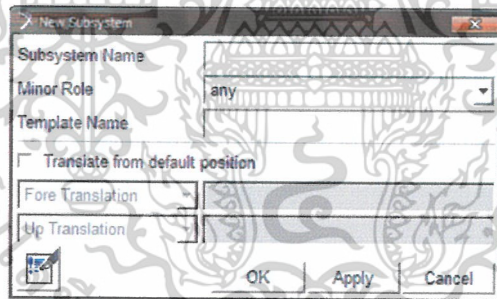 New Subsystem
Subsystem Name
Minor Role any
Template Name
Translate from default position
Fore Translation
Up Translation
OK Apply Cancel